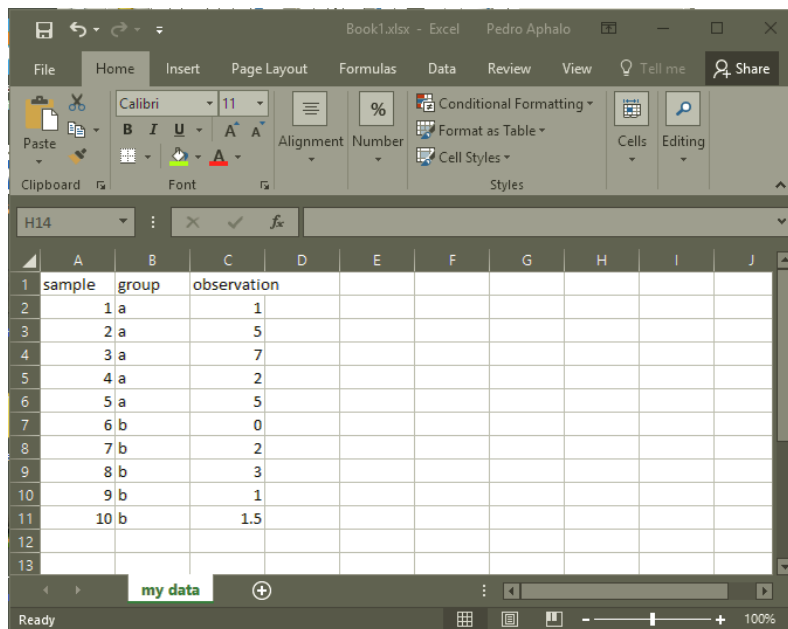 Book1.xlsx - Excel Pedro Aphalo
File Home Insert Page Layout Formulas Data Review View Tell me Share
Calibri 11
B I U A A
A
Paste
Alignment
%
Number
Conditional Formatting
Format as Table
Cell Styles
Cells Editing
Clipboard Font Styles
H14 fx
A B C D E F G H I J
1 sample group observation
2 1 a 1
3 2 a 5
4 3 a 7
5 4 a 2
6 5 a 5
7 6 b 0
8 7 b 2
9 8 b 3
10 9 b 1
11 10 b 1.5
12
13
my data
Ready 100%